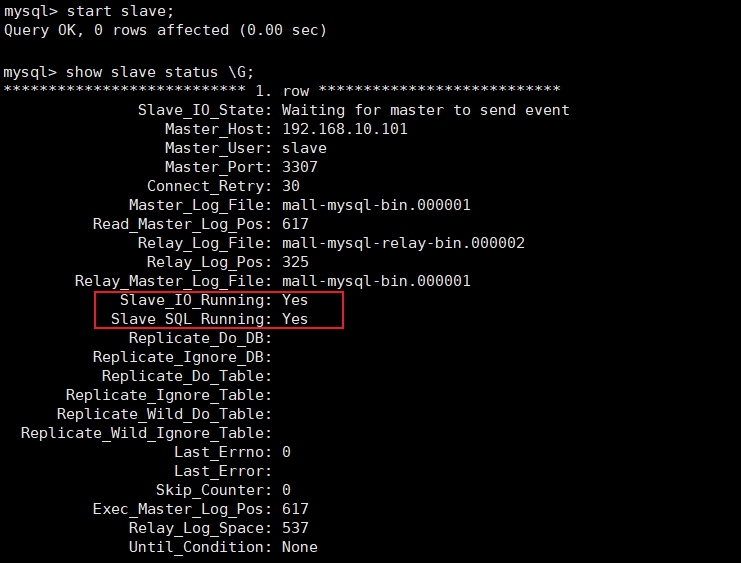 mysql> start slave;
Query OK, 0 rows affected (0.00 sec)
mysql> show slave status \G;
*************************** 1. row ***************************
Slave_IO_State: Waiting for master to send event
Master_Host: 192.168.10.101
Master_User: slave
Master_Port: 3307
Connect_Retry: 30
Master_Log_File: mall-mysql-bin.000001
Read_Master_Log_Pos: 617
Relay_Log_File: mall-mysql-relay-bin.000002
Relay_Log_Pos: 325
Relay_Master_Log_File: mall-mysql-bin.000001
Slave_IO_Running: Yes
Slave_SQL_Running: Yes
Replicate_Do_DB:
Replicate_Ignore_DB:
Replicate_Do_Table:
Replicate_Ignore_Table:
Replicate_Wild_Do_Table:
Replicate_Wild_Ignore_Table:
Last_Errno: 0
Last_Error:
Skip_Counter: 0
Exec_Master_Log_Pos: 617
Relay_Log_Space: 537
Until_Condition: None